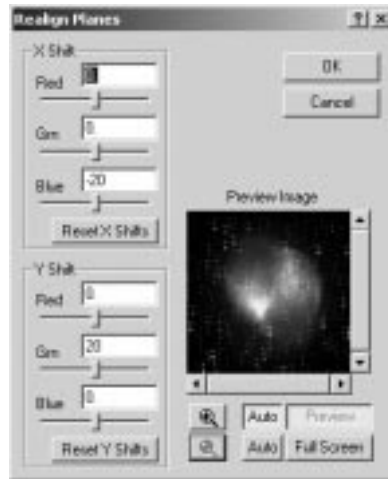 Realign Planes
X Shift
Red
Grn 0
Blue -20
Reset X Shifts
Y Shift
Red 0
Grn 20
Blue 0
Reset Y Shifts
OK
Cancel
Preview Image
Auto Preview
Auto Full Screen